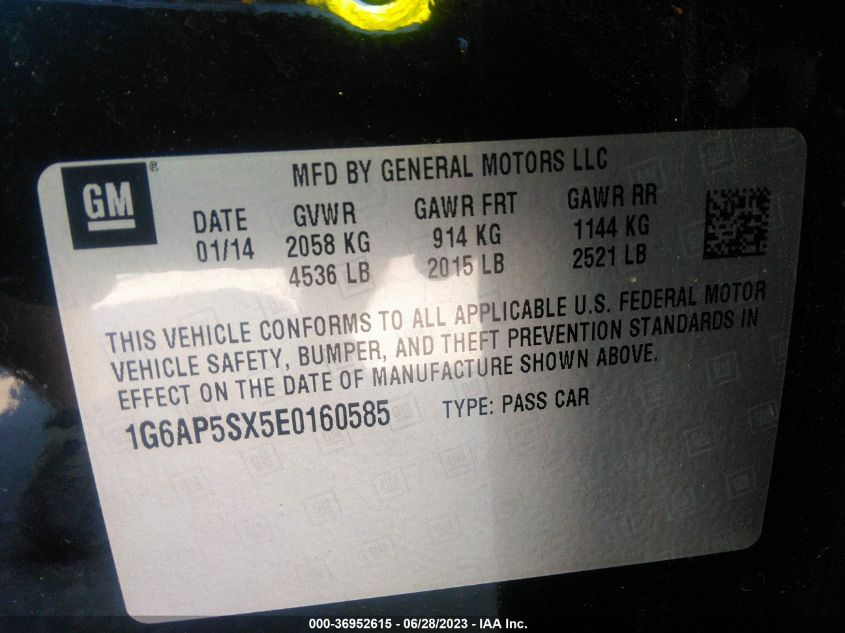 GM®
MFD BY GENERAL MOTORS LLC
DATE GVWR GAWR FRT GAWR RR
01/14 2058 KG 914 KG 1144 KG
4536 LB 2015 LB 2521 LB
THIS VEHICLE CONFORMS TO ALL APPLICABLE U.S. FEDERAL MOTOR
VEHICLE SAFETY, BUMPER, AND THEFT PREVENTION STANDARDS IN
EFFECT ON THE DATE OF MANUFACTURE SHOWN ABOVE.
1G6AP5SX5E0160585 TYPE: PASS CAR
000-36952615 - 06/28/2023 - IAA Inc.